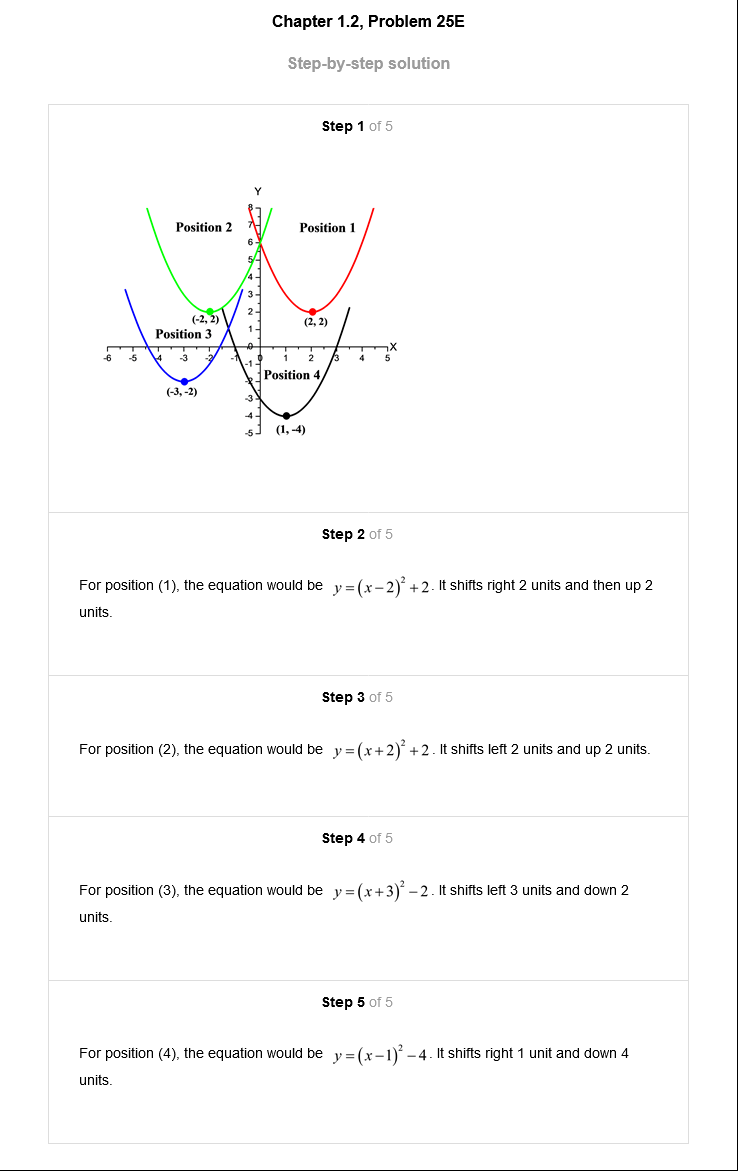 Chapter 1.2, Problem 25E
Step-by-step solution
Step 1 of 5
Y
8
7
6
5
4
3
2
1
0
-1
-2
-3
-4
-5
-6 -5 -4 -3 -2 -1 0 1 2 3 4 5
X
Position 2
Position 1
(-2, 2)
(2, 2)
Position 3
Position 4
(-3, -2)
(1, -4)
Step 2 of 5
For position (1), the equation would be y=(x−2)²+2. It shifts right 2 units and then up 2
units.
Step 3 of 5
For position (2), the equation would be y=(x+2)²+2. It shifts left 2 units and up 2 units.
Step 4 of 5
For position (3), the equation would be y=(x+3)²−2. It shifts left 3 units and down 2
units.
Step 5 of 5
For position (4), the equation would be y=(x−1)²−4. It shifts right 1 unit and down 4
units.